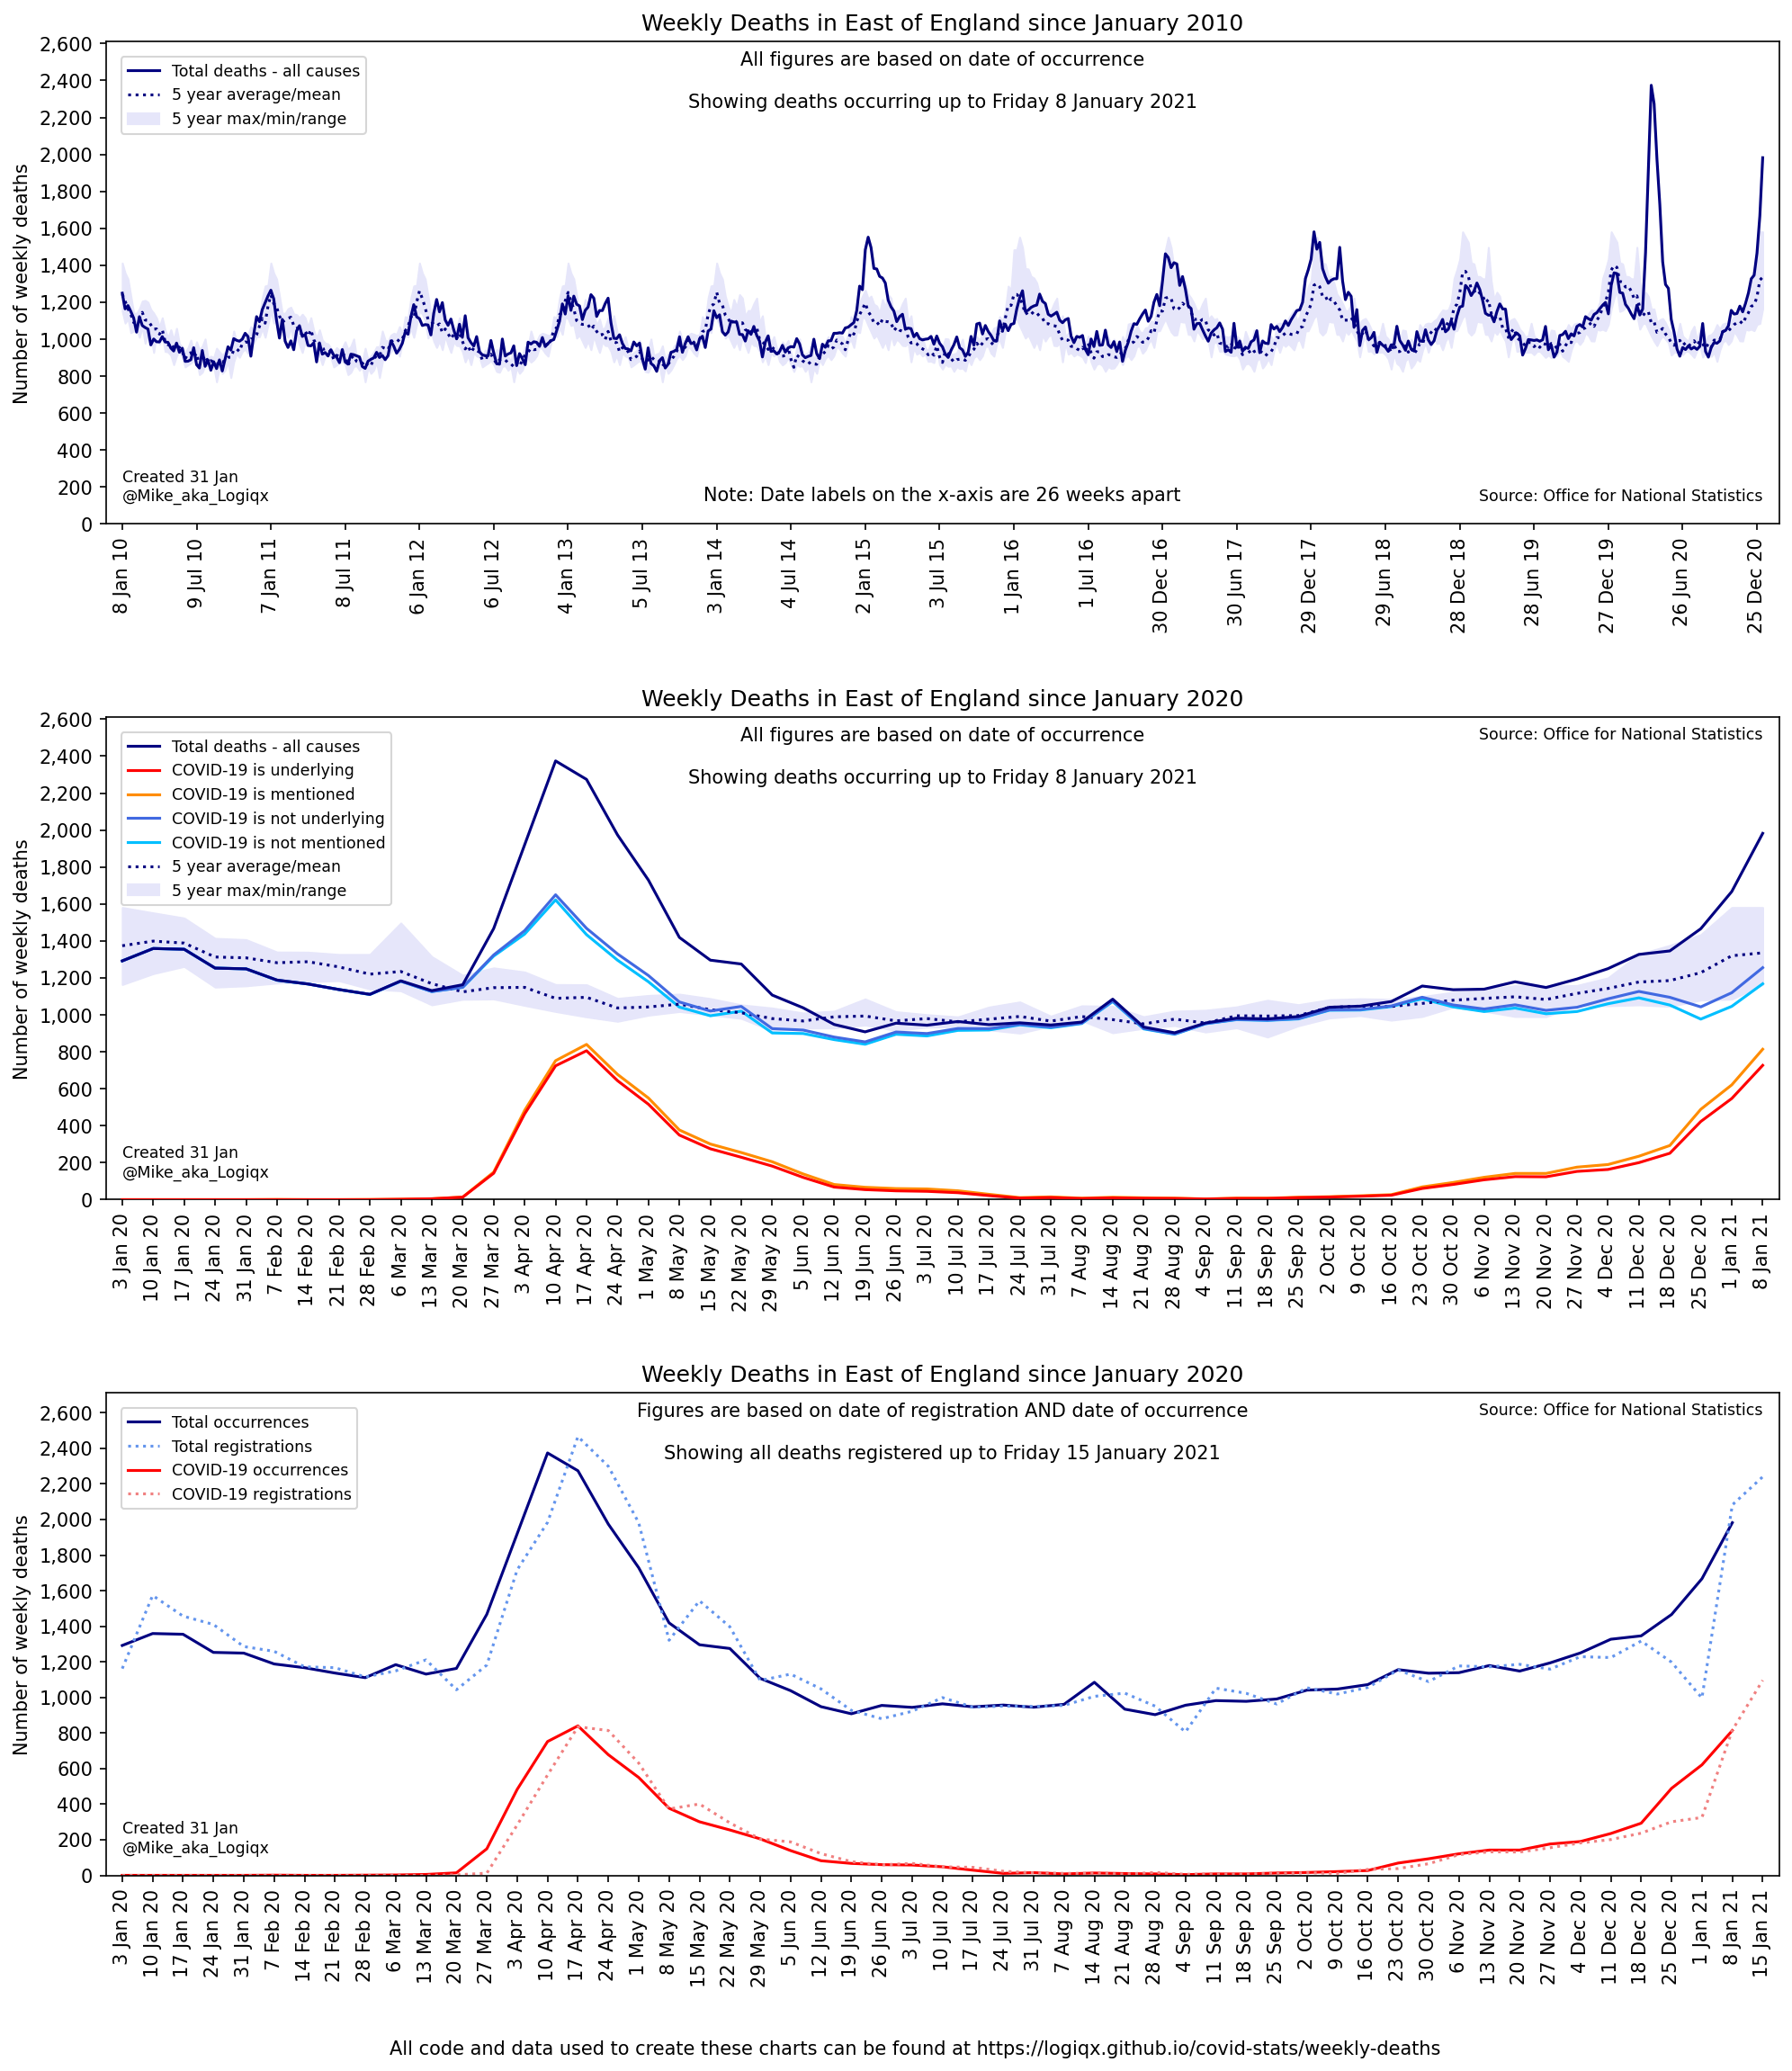 Weekly Deaths in East of England since January 2010
All figures are based on date of occurrence
Showing deaths occurring up to Friday 8 January 2021
Total deaths - all causes
5 year average/mean
5 year max/min/range
Number of weekly deaths
2,600
2,400
2,200
2,000
1,800
1,600
1,400
1,200
1,000
800
600
400
200
0
Created 31 Jan
@Mike_aka_Logiqx
Note: Date labels on the x-axis are 26 weeks apart
Source: Office for National Statistics
8 Jan 10
9 Jul 10
7 Jan 11
8 Jul 11
6 Jan 12
6 Jul 12
4 Jan 13
5 Jul 13
3 Jan 14
4 Jul 14
2 Jan 15
3 Jul 15
1 Jan 16
1 Jul 16
30 Dec 16
30 Jun 17
29 Dec 17
29 Jun 18
28 Dec 18
28 Jun 19
27 Dec 19
26 Jun 20
25 Dec 20
Weekly Deaths in East of England since January 2020
All figures are based on date of occurrence
Showing deaths occurring up to Friday 8 January 2021
Source: Office for National Statistics
Total deaths - all causes
COVID-19 is underlying
COVID-19 is mentioned
COVID-19 is not underlying
COVID-19 is not mentioned
5 year average/mean
5 year max/min/range
Number of weekly deaths
2,600
2,400
2,200
2,000
1,800
1,600
1,400
1,200
1,000
800
600
400
200
0
Created 31 Jan
@Mike_aka_Logiqx
3 Jan 20
10 Jan 20
17 Jan 20
24 Jan 20
31 Jan 20
7 Feb 20
14 Feb 20
21 Feb 20
28 Feb 20
6 Mar 20
13 Mar 20
20 Mar 20
27 Mar 20
3 Apr 20
10 Apr 20
17 Apr 20
24 Apr 20
1 May 20
8 May 20
15 May 20
22 May 20
29 May 20
5 Jun 20
12 Jun 20
19 Jun 20
26 Jun 20
3 Jul 20
10 Jul 20
17 Jul 20
24 Jul 20
31 Jul 20
7 Aug 20
14 Aug 20
21 Aug 20
28 Aug 20
4 Sep 20
11 Sep 20
18 Sep 20
25 Sep 20
2 Oct 20
9 Oct 20
16 Oct 20
23 Oct 20
30 Oct 20
6 Nov 20
13 Nov 20
20 Nov 20
27 Nov 20
4 Dec 20
11 Dec 20
18 Dec 20
25 Dec 20
1 Jan 21
8 Jan 21
Weekly Deaths in East of England since January 2020
Figures are based on date of registration AND date of occurrence
Showing all deaths registered up to Friday 15 January 2021
Source: Office for National Statistics
Total occurrences
Total registrations
COVID-19 occurrences
COVID-19 registrations
Number of weekly deaths
2,600
2,400
2,200
2,000
1,800
1,600
1,400
1,200
1,000
800
600
400
200
0
Created 31 Jan
@Mike_aka_Logiqx
3 Jan 20
10 Jan 20
17 Jan 20
24 Jan 20
31 Jan 20
7 Feb 20
14 Feb 20
21 Feb 20
28 Feb 20
6 Mar 20
13 Mar 20
20 Mar 20
27 Mar 20
3 Apr 20
10 Apr 20
17 Apr 20
24 Apr 20
1 May 20
8 May 20
15 May 20
22 May 20
29 May 20
5 Jun 20
12 Jun 20
19 Jun 20
26 Jun 20
3 Jul 20
10 Jul 20
17 Jul 20
24 Jul 20
31 Jul 20
7 Aug 20
14 Aug 20
21 Aug 20
28 Aug 20
4 Sep 20
11 Sep 20
18 Sep 20
25 Sep 20
2 Oct 20
9 Oct 20
16 Oct 20
23 Oct 20
30 Oct 20
6 Nov 20
13 Nov 20
20 Nov 20
27 Nov 20
4 Dec 20
11 Dec 20
18 Dec 20
25 Dec 20
1 Jan 21
8 Jan 21
15 Jan 21
All code and data used to create these charts can be found at https://logiqx.github.io/covid-stats/weekly-deaths